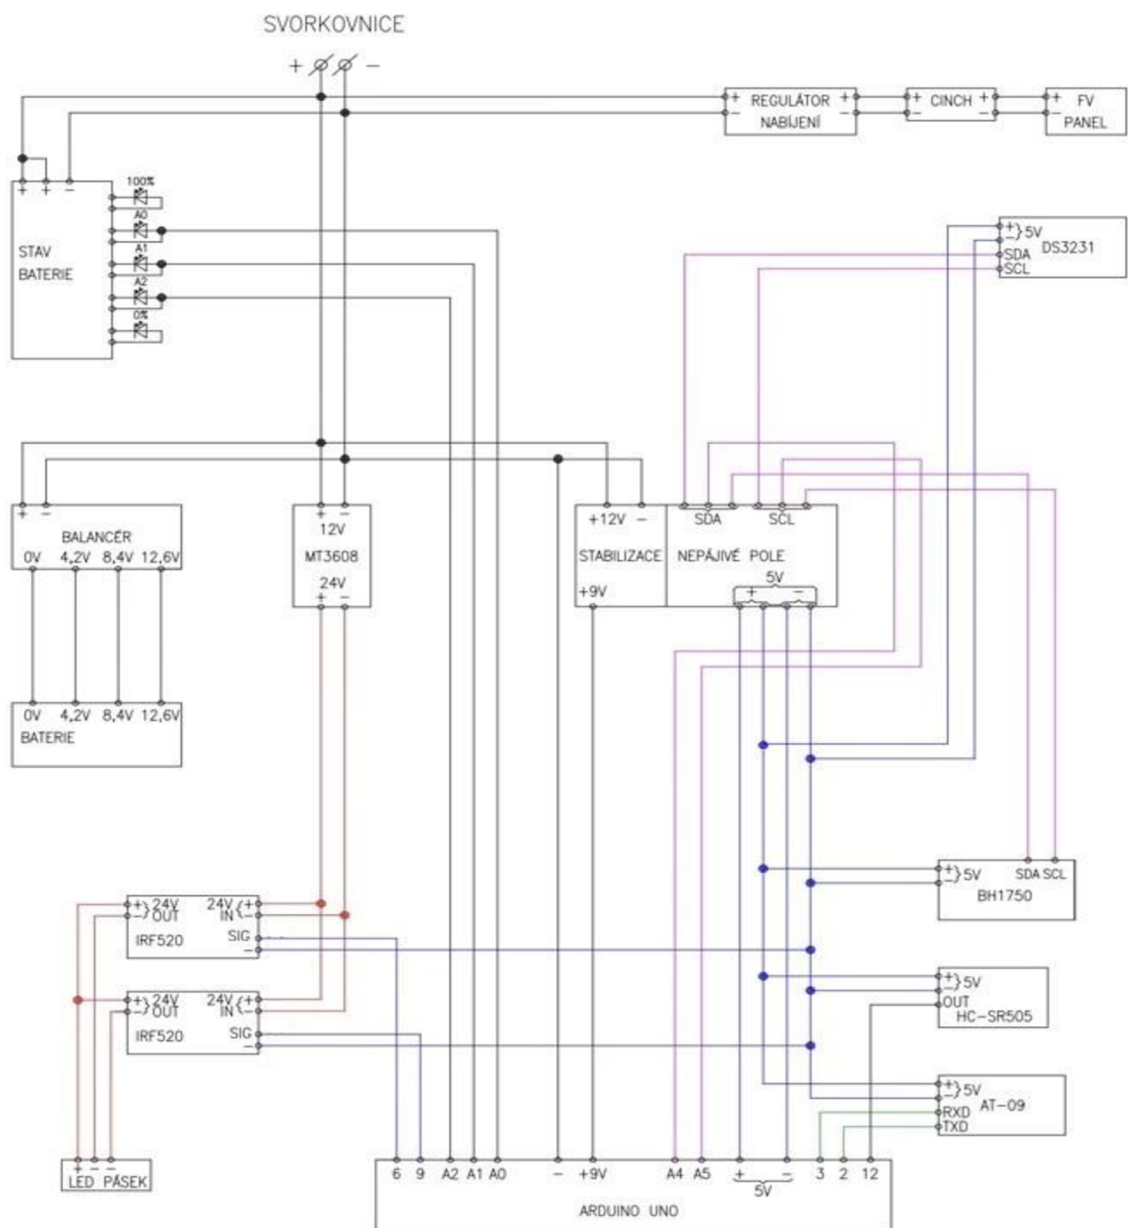 SVORKOVNICE
+ −
+ REGULÁTOR + + CINCH + + FV
− NABÍJENÍ − − − − PANEL
+ + −
100%
A0
STAV
A1
BATERIE
A2
0%
+}5V DS3231
−
SDA
SCL
+ −
BALANCÉR
0V 4,2V 8,4V 12,6V
+ −
12V
MT3608
24V
+ −
+12V − SDA SCL
STABILIZACE NEPÁJIVÉ POLE
5V
+9V + −
0V 4,2V 8,4V 12,6V
BATERIE
+}5V SDA SCL
−
BH1750
+}24V 24V{+
−}OUT IN{−
IRF520 SIG
−
+}5V
−
OUT
HC-SR505
+}24V 24V{+
−}OUT IN{−
IRF520 SIG
−
+}5V AT-09
−
RXD
TXD
+ − −
LED PÁSEK
6 9 A2 A1 A0 − +9V A4 A5 + − 3 2 12
5V
ARDUINO UNO